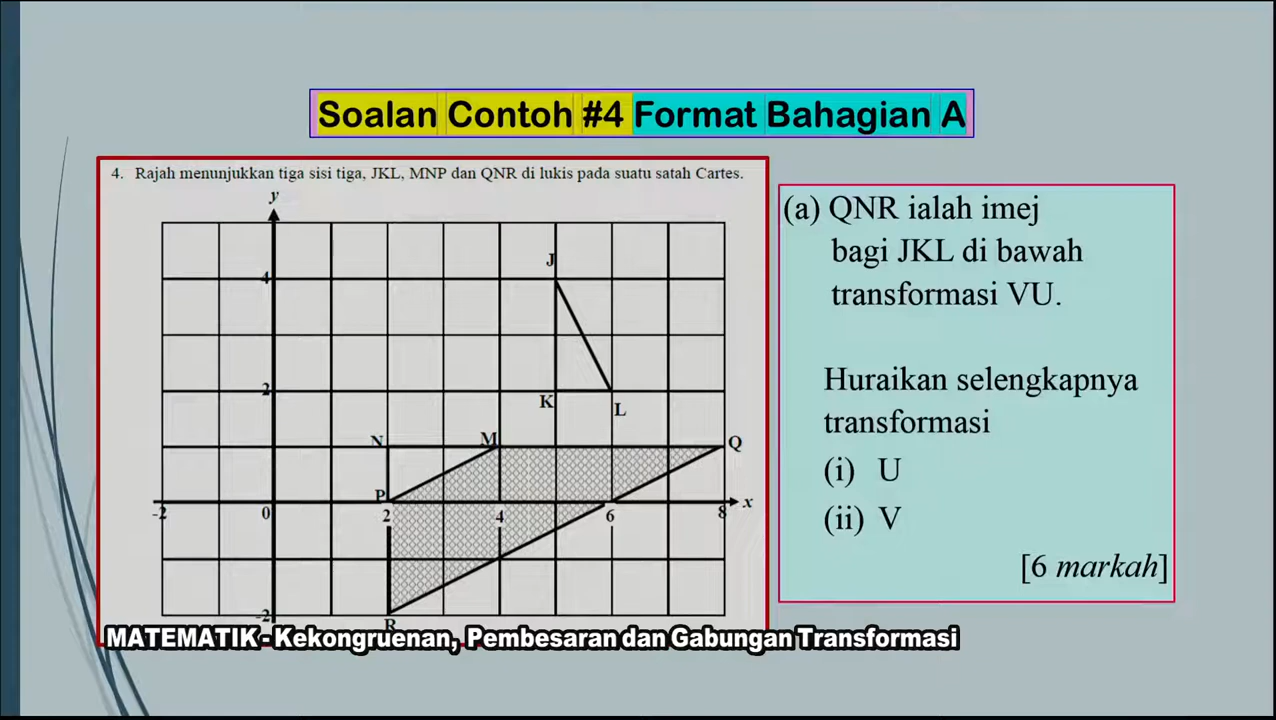 Soalan Contoh #4 Format Bahagian A
4. Rajah menunjukkan tiga sisi tiga, JKL, MNP dan QNR di lukis pada suatu satah Cartes.
y
J
4
2
K
L
N
M
Q
P
x
-2
0
2
4
6
8
-2
R
(a) QNR ialah imej
bagi JKL di bawah
transformasi VU.
Huraikan selengkapnya
transformasi
(i) U
(ii) V
[6 markah]
MATEMATIK - Kekongruenan, Pembesaran dan Gabungan Transformasi